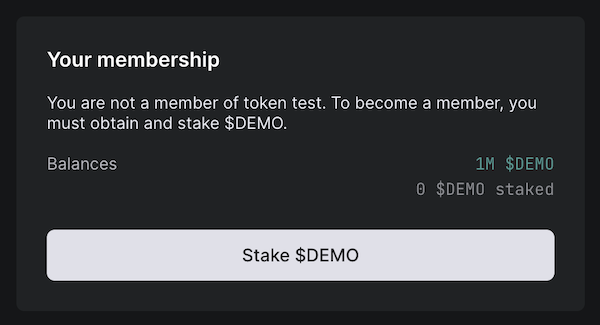 Your membership
You are not a member of token test. To become a member, you
must obtain and stake $DEMO.
Balances 1M $DEMO
0 $DEMO staked
Stake $DEMO